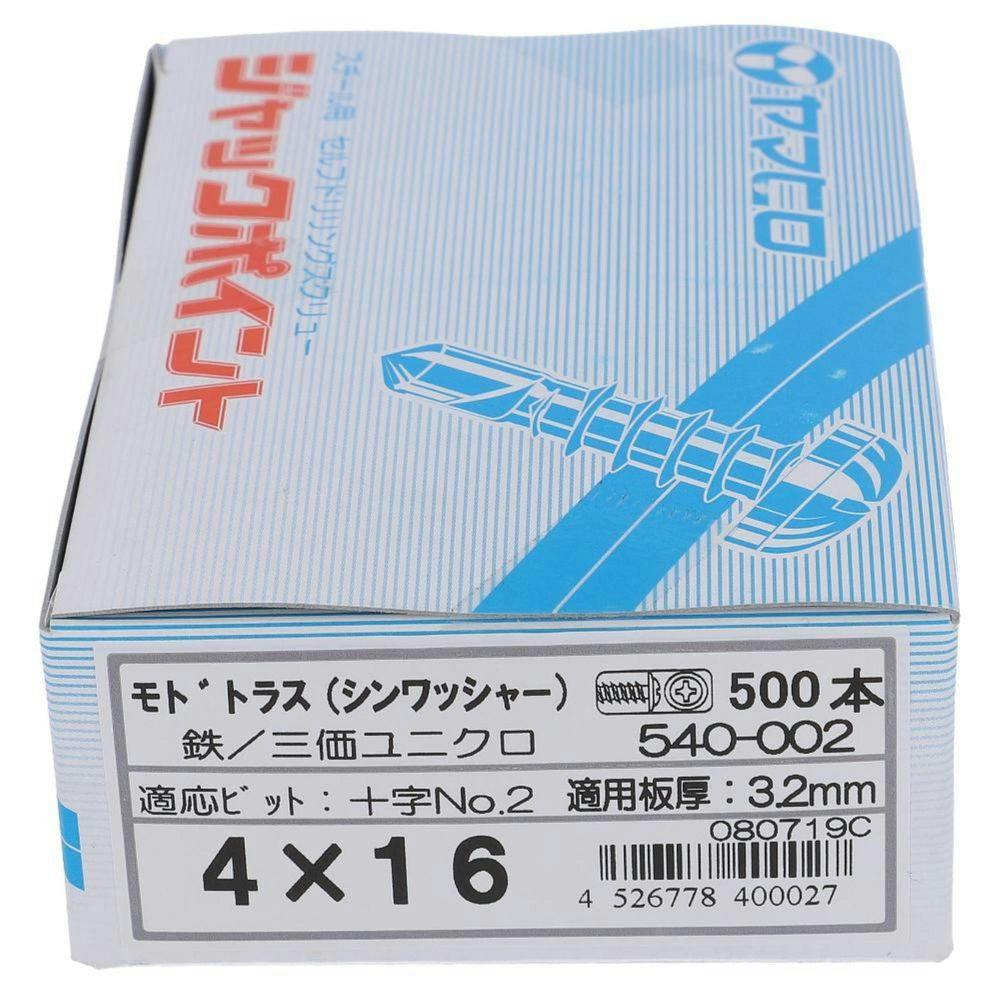 ヤマヒロ
スチール用 セルフドリリングスクリュー
ジャックポイント
モドトラス(シンワッシャー) 500本
鉄/三価ユニクロ 540-002
適応ビット:十字No.2 適用板厚:3.2mm
4×16
080719C
4 526778 400027